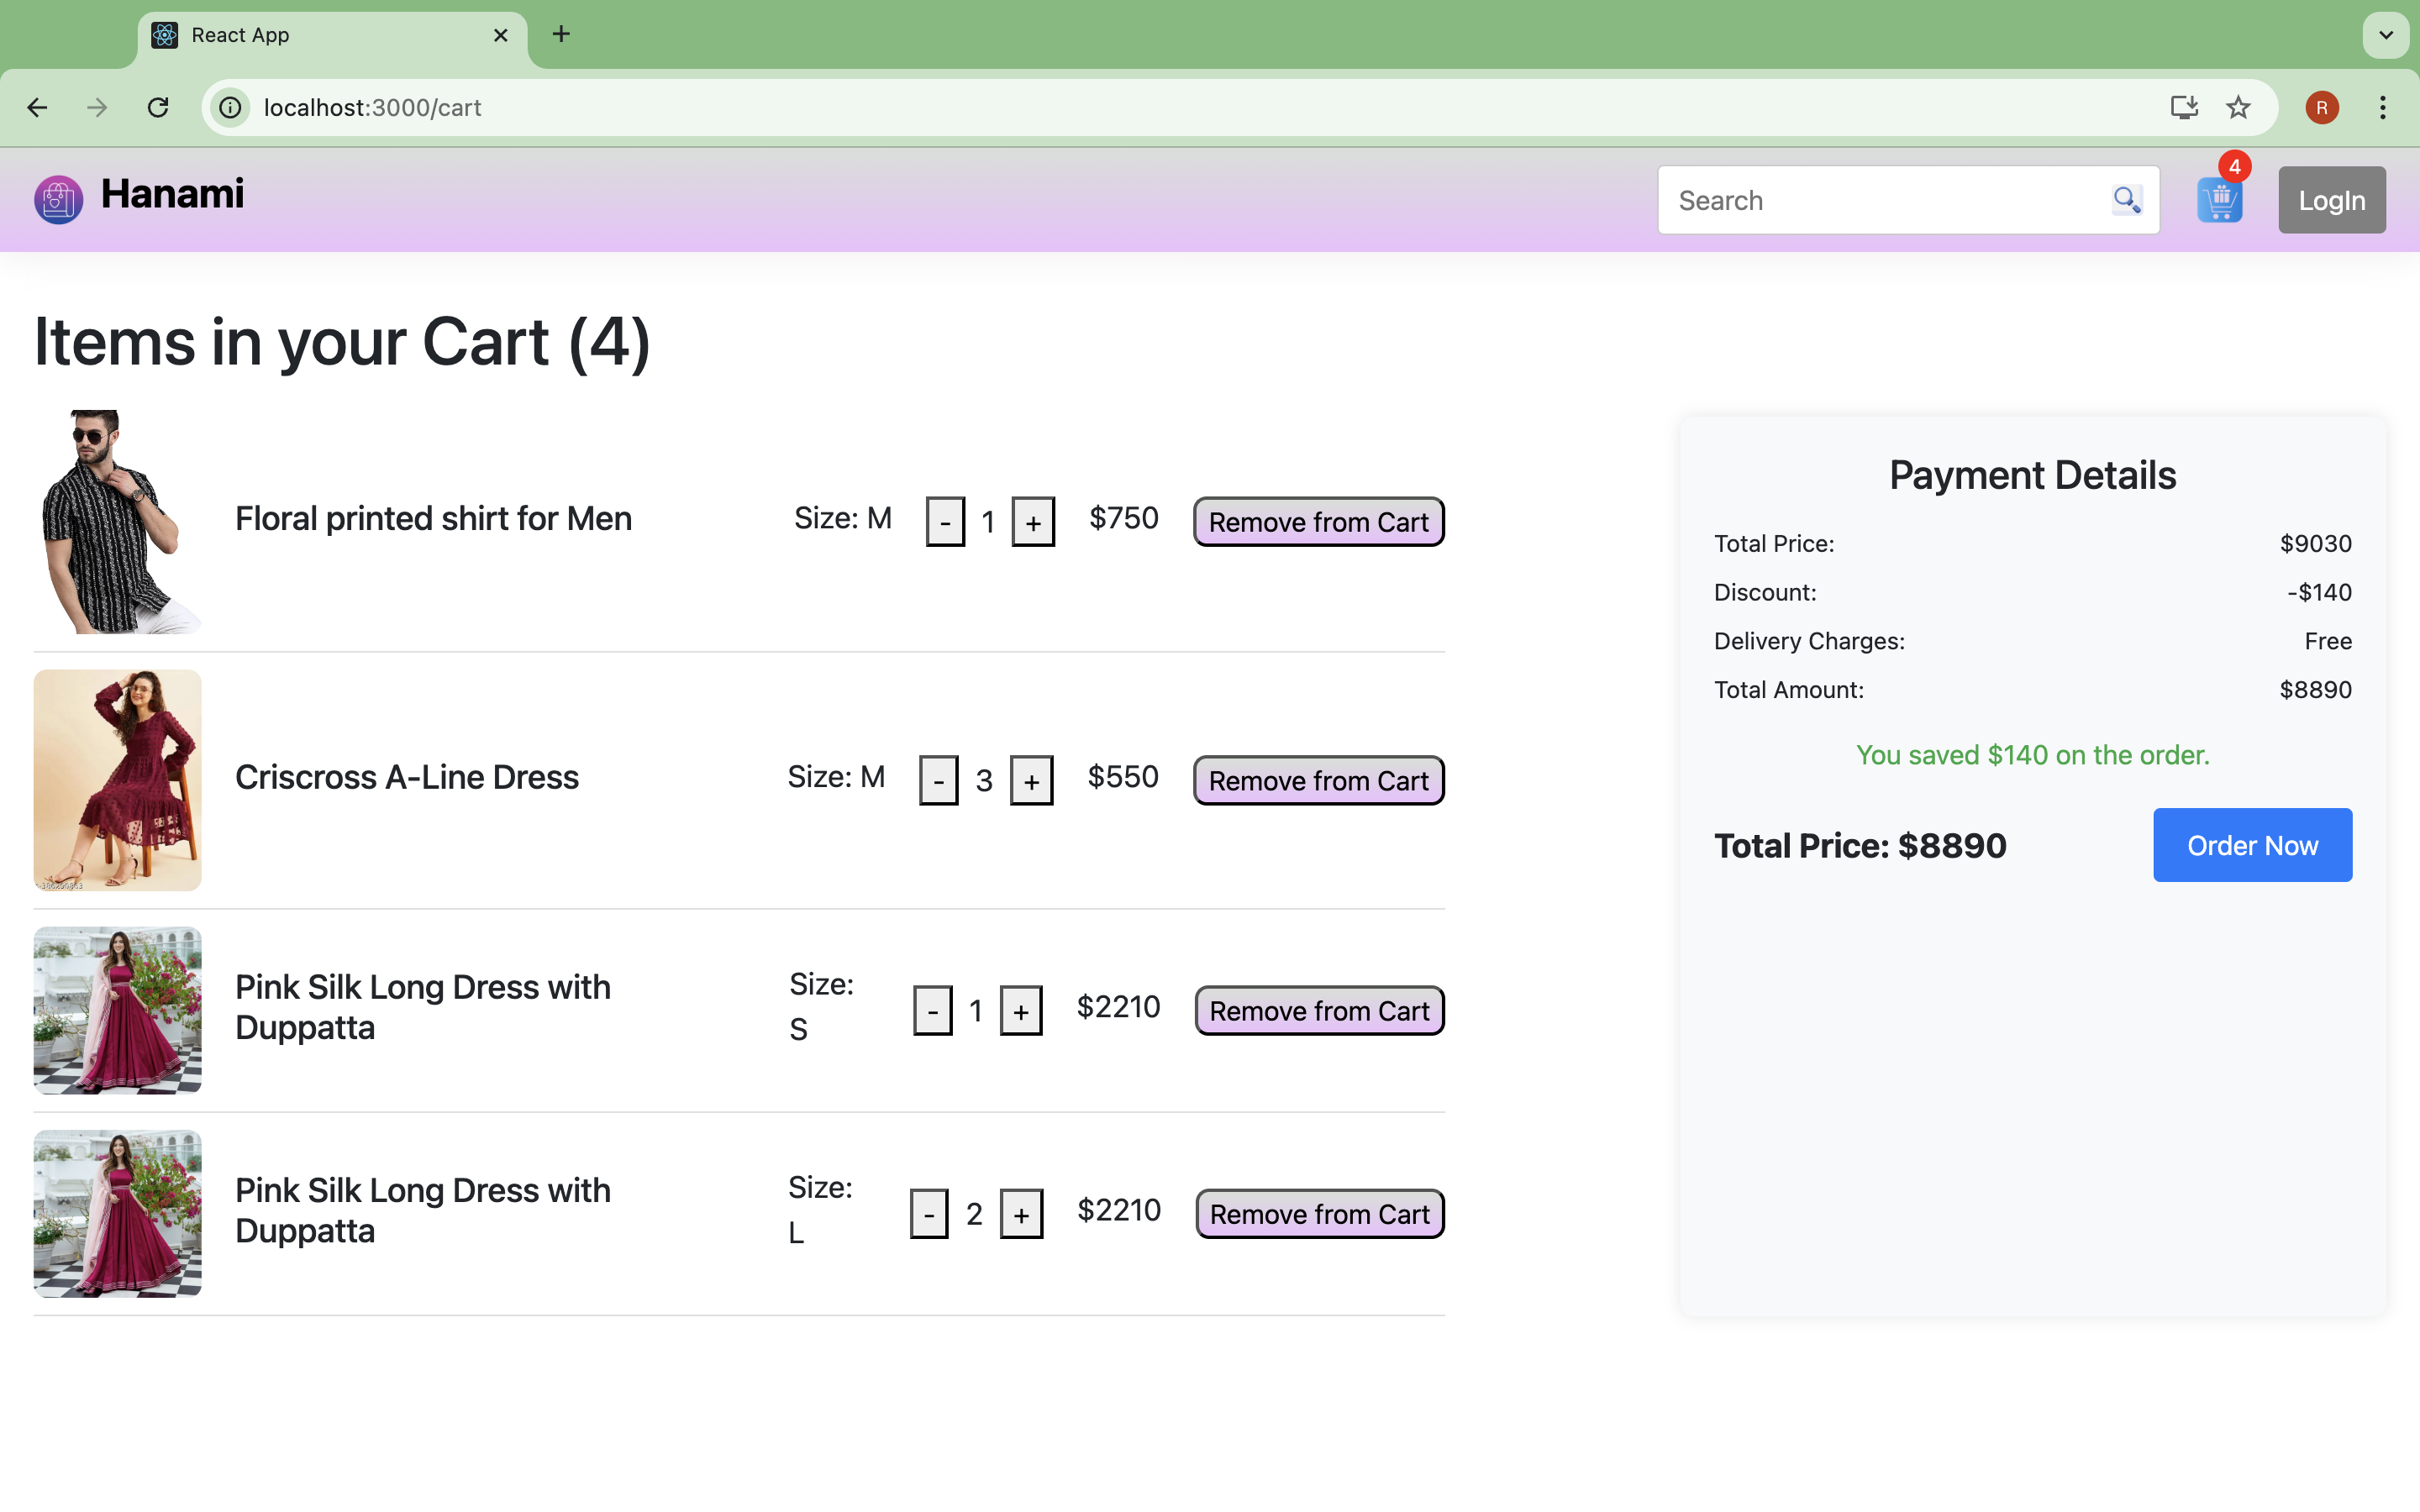 React App
localhost:3000/cart
R
Hanami
Search
4
LogIn
Items in your Cart (4)
Floral printed shirt for Men
Size: M
- 1 +
$750
Remove from Cart
Criscross A-Line Dress
Size: M
- 3 +
$550
Remove from Cart
Pink Silk Long Dress with
Duppatta
Size:
S
- 1 +
$2210
Remove from Cart
Pink Silk Long Dress with
Duppatta
Size:
L
- 2 +
$2210
Remove from Cart
Payment Details
Total Price: $9030
Discount: -$140
Delivery Charges: Free
Total Amount: $8890
You saved $140 on the order.
Total Price: $8890
Order Now